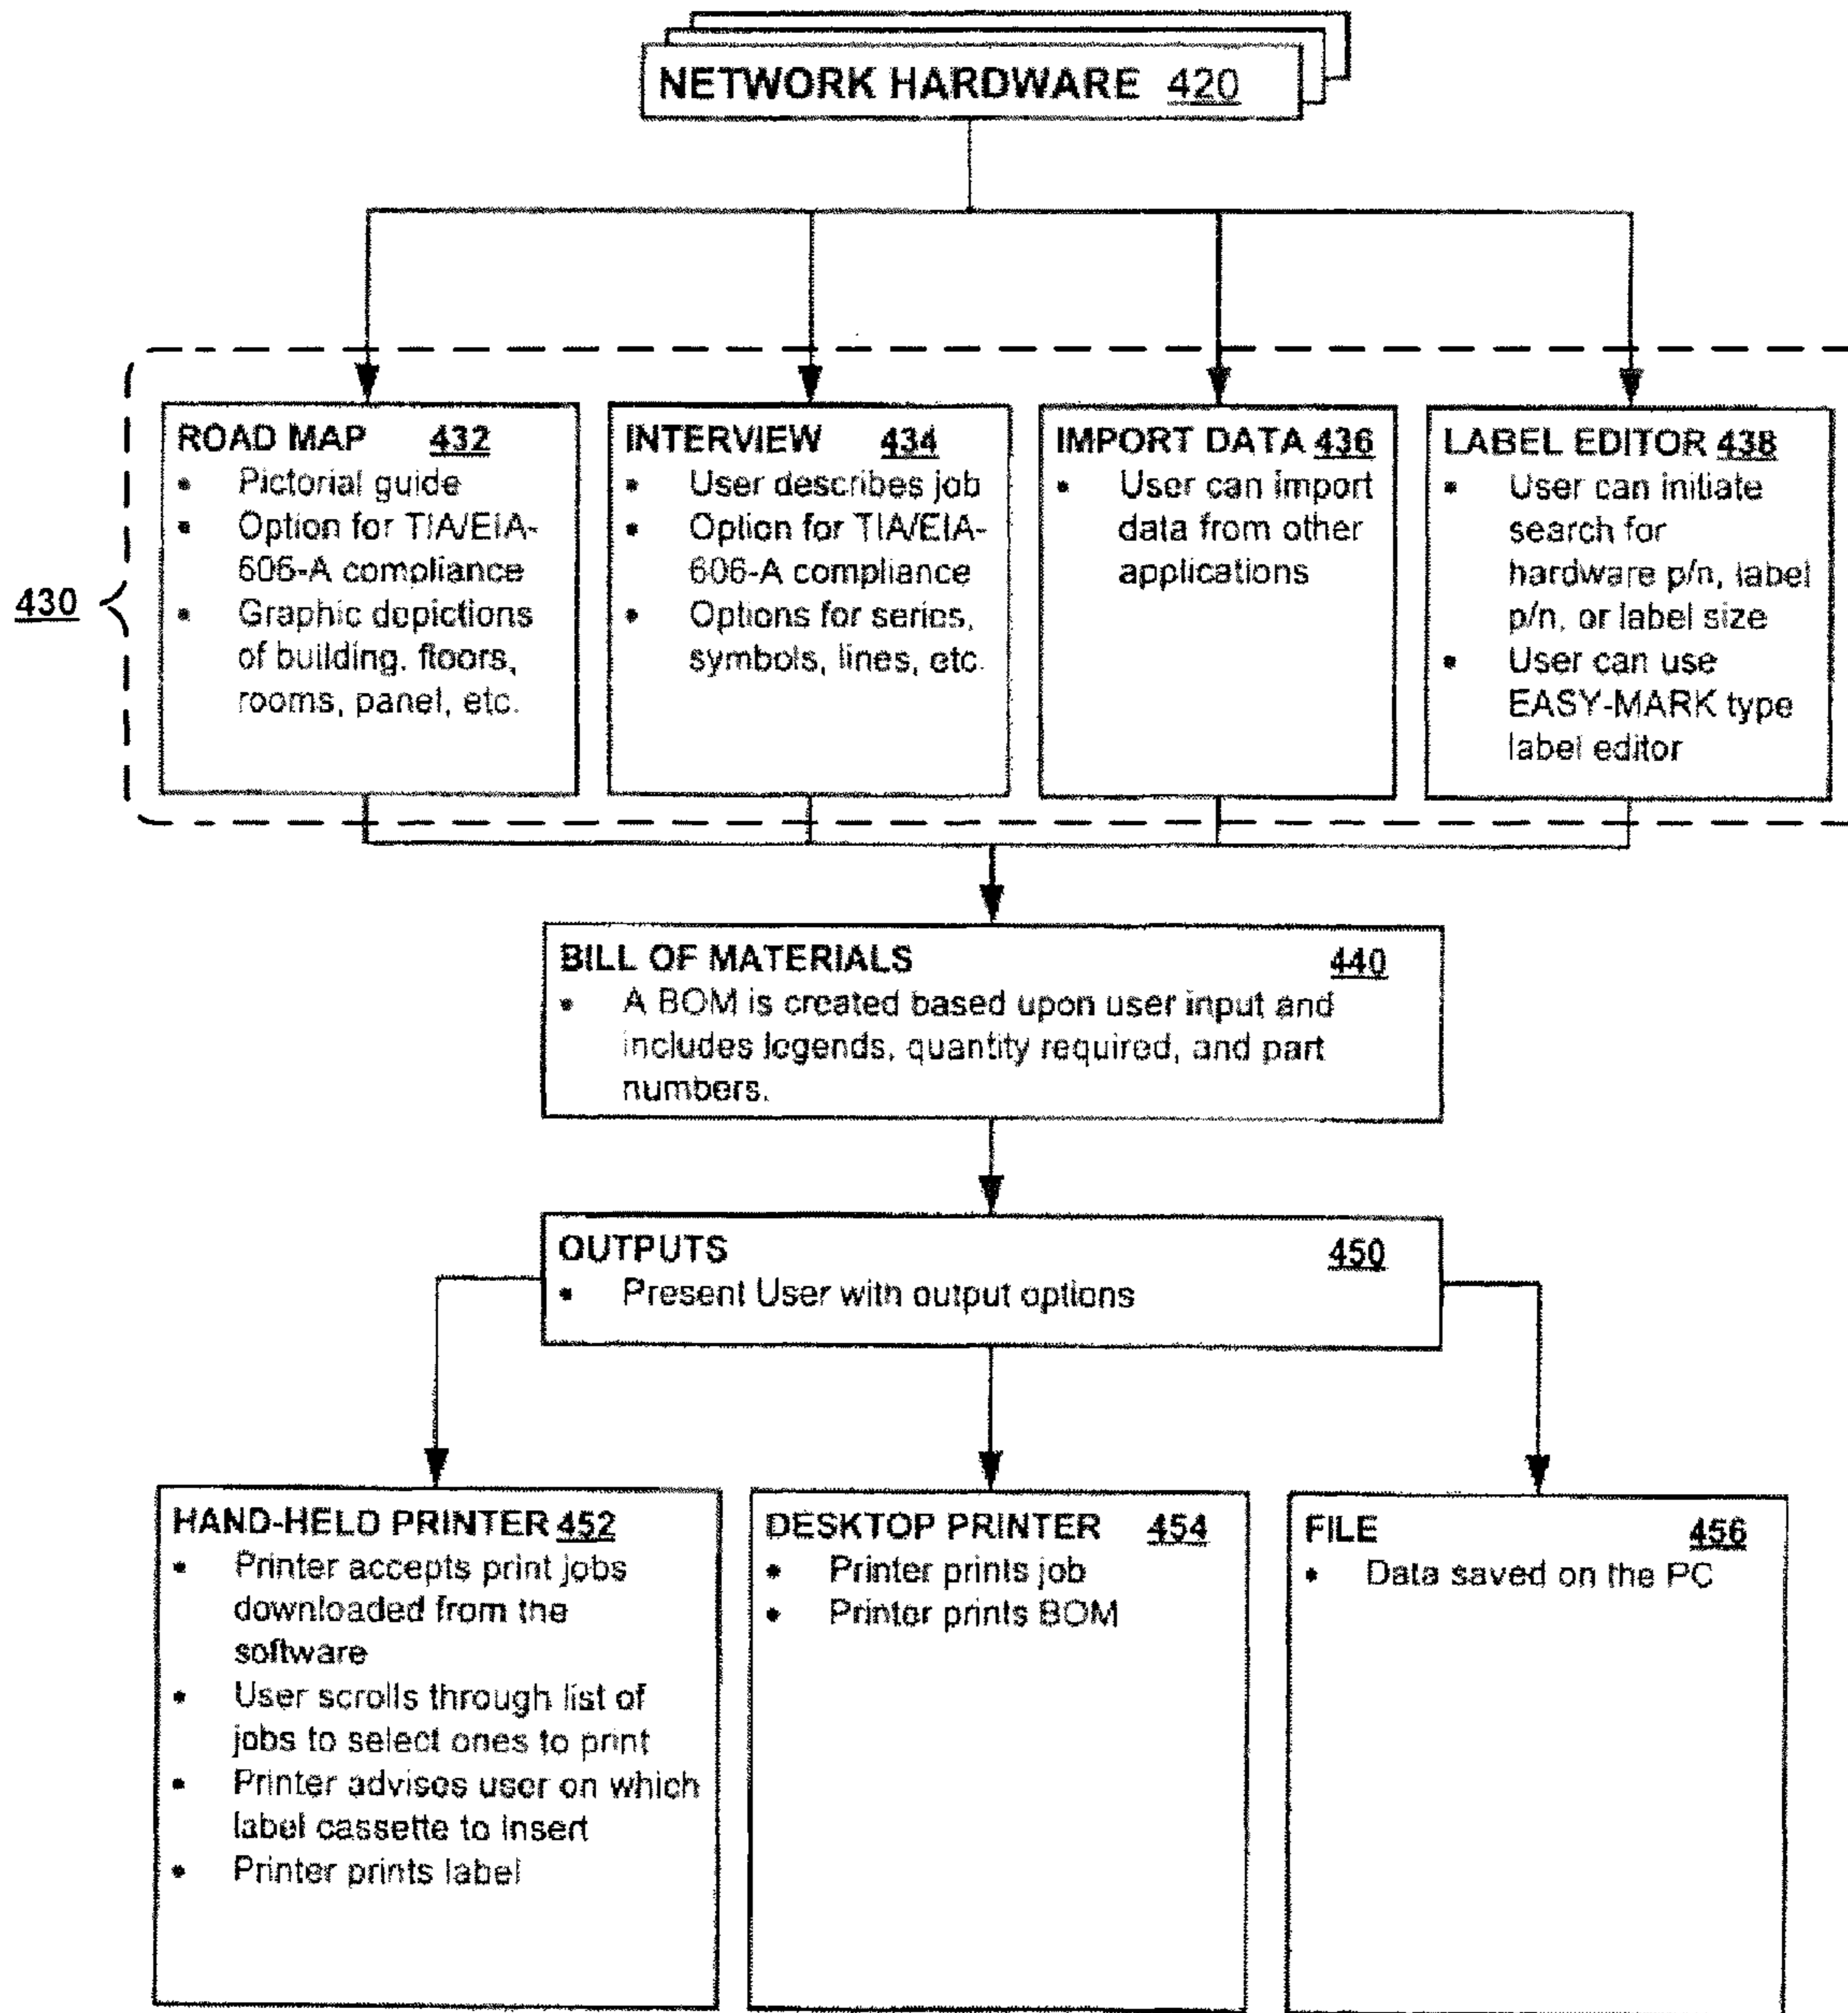 NETWORK HARDWARE 420
430
ROAD MAP 432
• Pictorial guide
• Option for TIA/EIA-
606-A compliance
• Graphic depictions
of building, floors,
rooms, panel, etc.
INTERVIEW 434
• User describes job
• Option for TIA/EIA-
606-A compliance
• Options for series,
symbols, lines, etc.
IMPORT DATA 436
• User can import
data from other
applications
LABEL EDITOR 438
• User can initiate
search for
hardware p/n, label
p/n, or label size
• User can use
EASY-MARK type
label editor
BILL OF MATERIALS 440
• A BOM is created based upon user input and
includes legends, quantity required, and part
numbers.
OUTPUTS 450
• Present User with output options
HAND-HELD PRINTER 452
• Printer accepts print jobs
downloaded from the
software
• User scrolls through list of
jobs to select ones to print
• Printer advises user on which
label cassette to insert
• Printer prints label
DESKTOP PRINTER 454
• Printer prints job
• Printer prints BOM
FILE 456
• Data saved on the PC